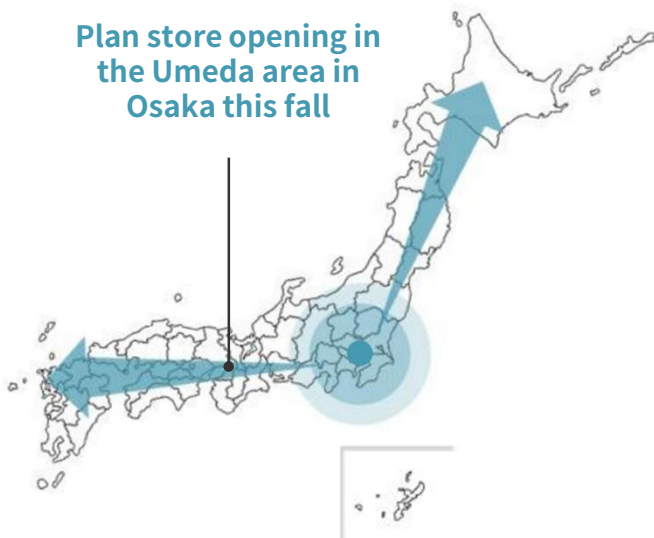 Plan store opening in
the Umeda area in
Osaka this fall